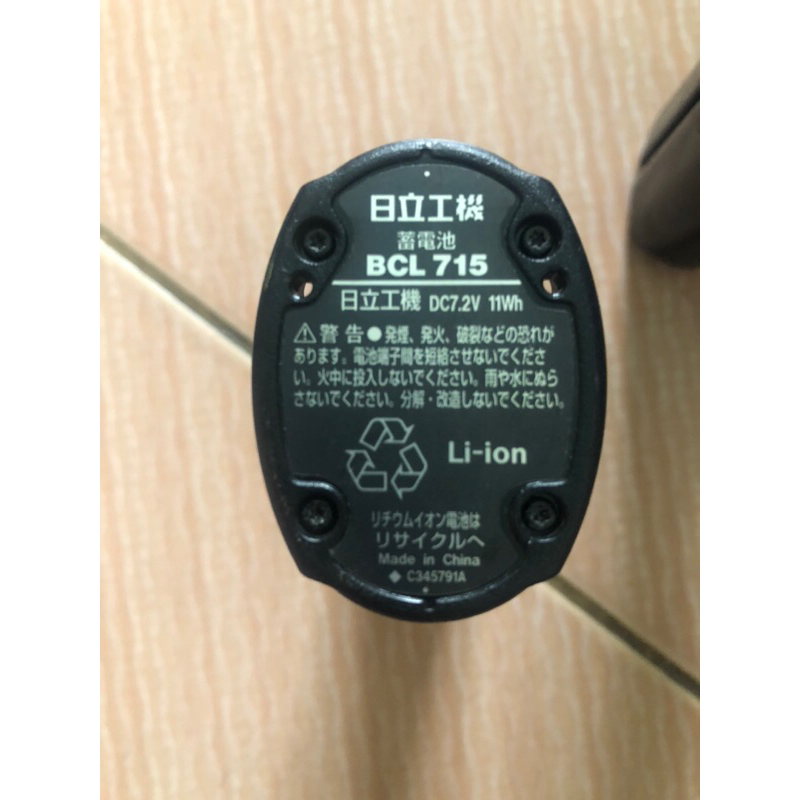 日立工機
蓄電池
BCL 715
日立工機 DC7.2V 11Wh
⚠警告●発煙、発火、破裂などの恐れが
あります。電池端子間を短絡させないでくださ
い。火中に投入しないでください。雨や水にぬら
さないでください。分解・改造しないでください。
Li-ion
リチウムイオン電池は
リサイクルへ
Made in China
◆ C345791A